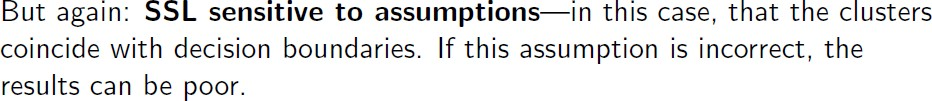 But again: SSL sensitive to assumptions—in this case, that the clusters
coincide with decision boundaries. If this assumption is incorrect, the
results can be poor.